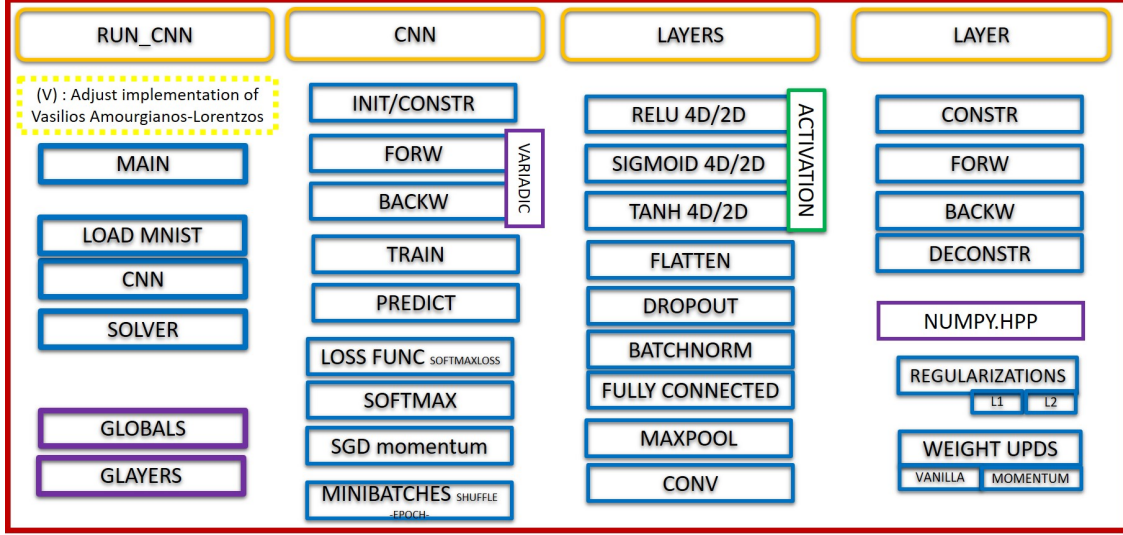 RUN_CNN
(V) : Adjust implementation of
Vasilios Amourgianos-Lorentzos
MAIN
LOAD MNIST
CNN
SOLVER
GLOBALS
GLAYERS
CNN
INIT/CONSTR
FORW
BACKW
VARIADIC
TRAIN
PREDICT
LOSS FUNC SOFTMAXLOSS
SOFTMAX
SGD momentum
MINIBATCHES SHUFFLE
-EPOCH-
LAYERS
RELU 4D/2D
SIGMOID 4D/2D
TANH 4D/2D
ACTIVATION
FLATTEN
DROPOUT
BATCHNORM
FULLY CONNECTED
MAXPOOL
CONV
LAYER
CONSTR
FORW
BACKW
DECONSTR
NUMPY.HPP
REGULARIZATIONS
L1 L2
WEIGHT UPDS
VANILLA MOMENTUM